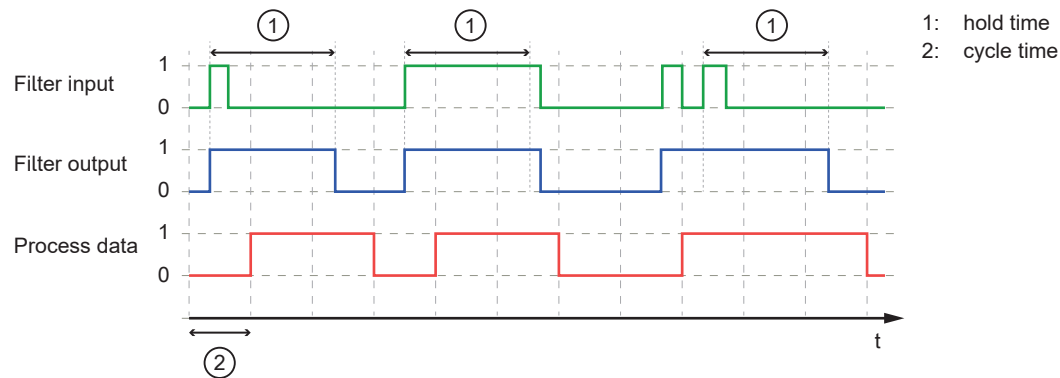 1 1 1
1: hold time
2: cycle time
Filter input 1 0
Filter output 1 0
Process data 1 0
t
2